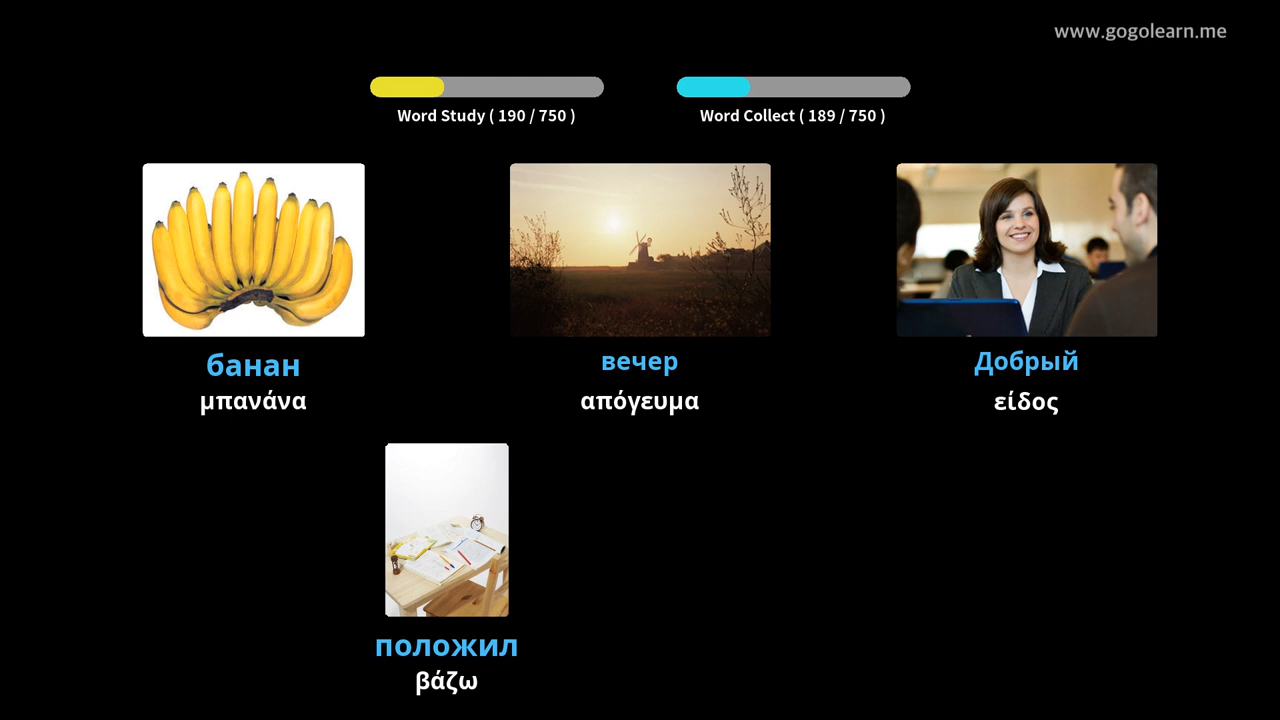 www.gogolearn.me
Word Study ( 190 / 750 )
Word Collect ( 189 / 750 )
банан
μπανάνα
вечер
απόγευμα
Добрый
είδος
положил
βάζω